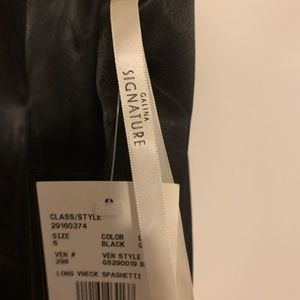 GALINA
SIGNATURE
CLASS/STYLE
29160374
SIZE COLOR
6 BLACK
VEN # VEN STYLE
298 GS290019
LONG VNECK SPAGHETTI